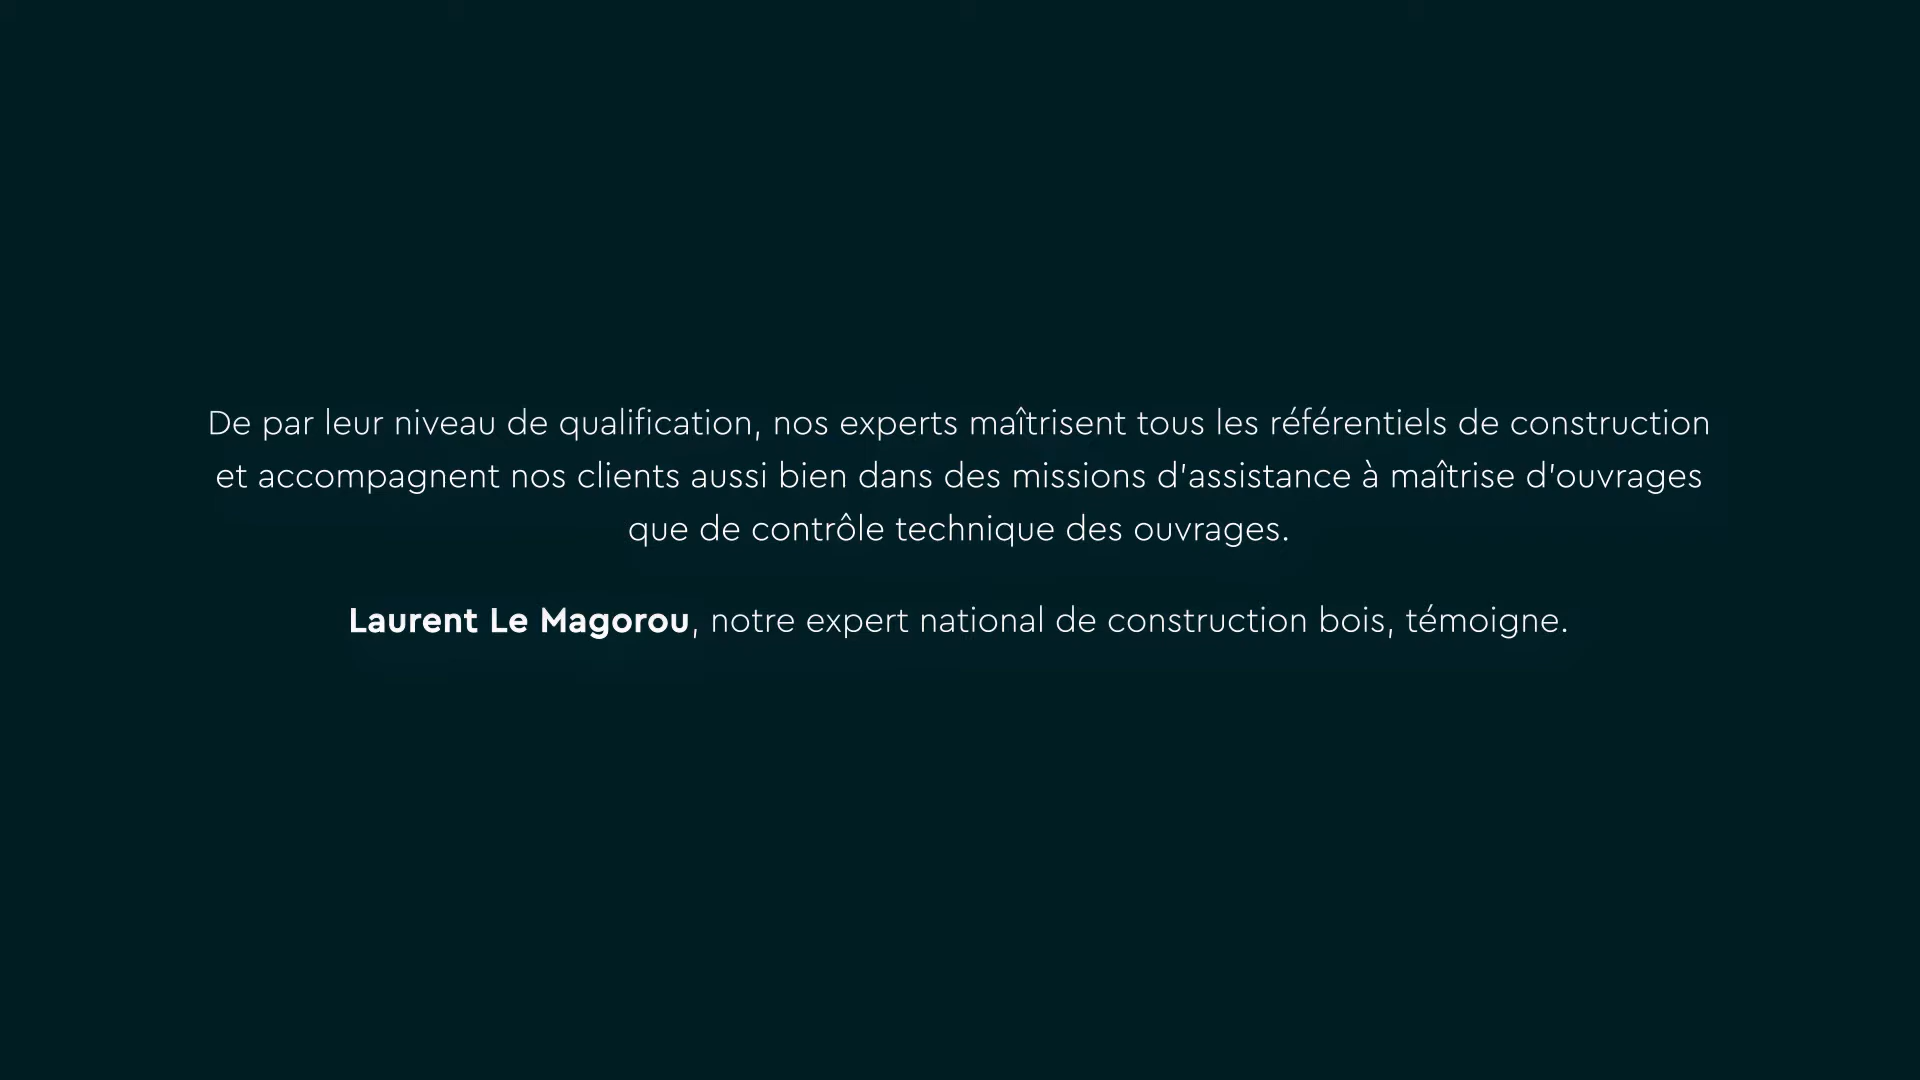 De par leur niveau de qualification, nos experts maîtrisent tous les référentiels de construction
et accompagnent nos clients aussi bien dans des missions d’assistance à maîtrise d’ouvrages
que de contrôle technique des ouvrages.
Laurent Le Magorou, notre expert national de construction bois, témoigne.